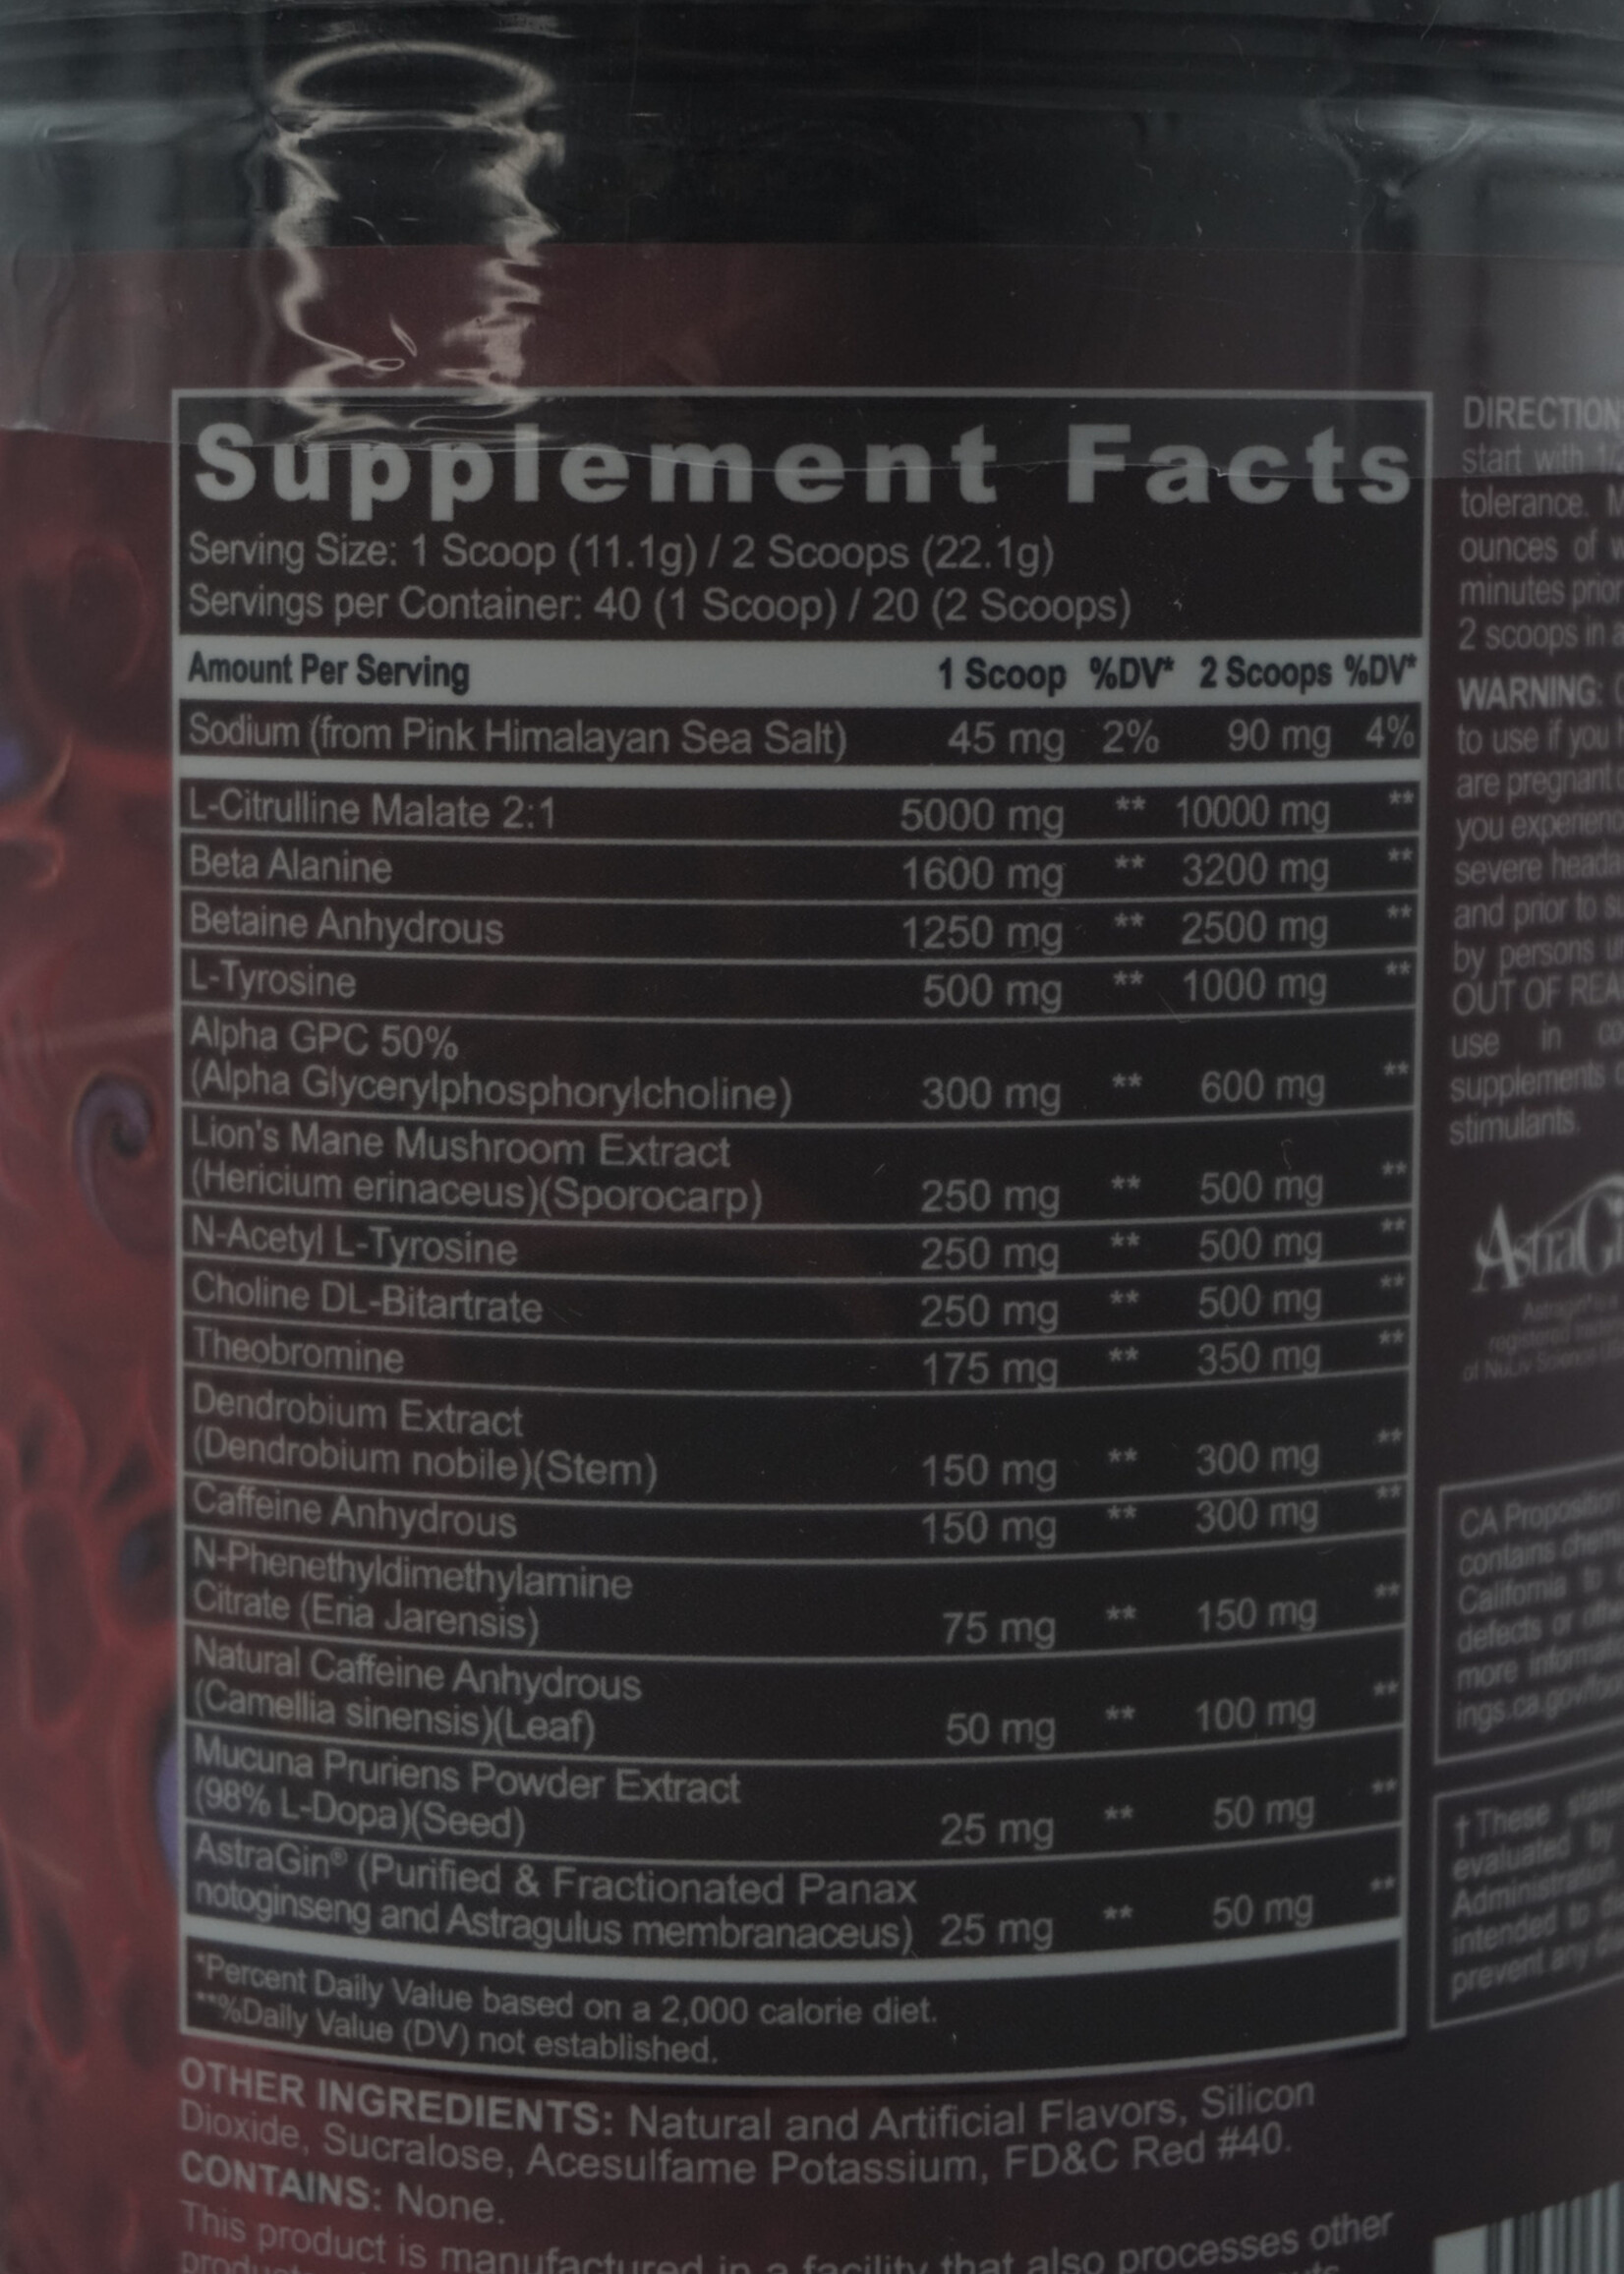 Supplement Facts
Serving Size: 1 Scoop (11.1g) / 2 Scoops (22.1g)
Servings per Container: 40 (1 Scoop) / 20 (2 Scoops)
Amount Per Serving 1 Scoop %DV* 2 Scoops %DV*
Sodium (from Pink Himalayan Sea Salt) 45 mg 2% 90 mg 4%
L-Citrulline Malate 2:1 5000 mg ** 10000 mg **
Beta Alanine 1600 mg ** 3200 mg **
Betaine Anhydrous 1250 mg ** 2500 mg **
L-Tyrosine 500 mg ** 1000 mg **
Alpha GPC 50%
(Alpha Glycerylphosphorylcholine) 300 mg ** 600 mg **
Lion's Mane Mushroom Extract
(Hericium erinaceus)(Sporocarp) 250 mg ** 500 mg **
N-Acetyl L-Tyrosine 250 mg ** 500 mg **
Choline DL-Bitartrate 250 mg ** 500 mg **
Theobromine 175 mg ** 350 mg **
Dendrobium Extract
(Dendrobium nobile)(Stem) 150 mg ** 300 mg **
Caffeine Anhydrous 150 mg ** 300 mg **
N-Phenethyldimethylamine
Citrate (Eria Jarensis) 75 mg ** 150 mg **
Natural Caffeine Anhydrous
(Camellia sinensis)(Leaf) 50 mg ** 100 mg **
Mucuna Pruriens Powder Extract
(98% L-Dopa)(Seed) 25 mg ** 50 mg **
AstraGin® (Purified & Fractionated Panax
notoginseng and Astragulus membranaceus) 25 mg ** 50 mg **
*Percent Daily Value based on a 2,000 calorie diet.
**%Daily Value (DV) not established.
OTHER INGREDIENTS: Natural and Artificial Flavors, Silicon
Dioxide, Sucralose, Acesulfame Potassium, FD&C Red #40.
CONTAINS: None.
This product is manufactured in a facility that also processes other
start with
tolerance.
ounces of
minutes prior
2 scoops in
WARNING:
to use if you
are pregnant
you
severe
and prior to
by persons
OUT OF
use in
supplements
stimulants.
of NuLiv Science
CA Proposition
contains
California to
defects or
more
† These
evaluated by
Administration
intended to
prevent any